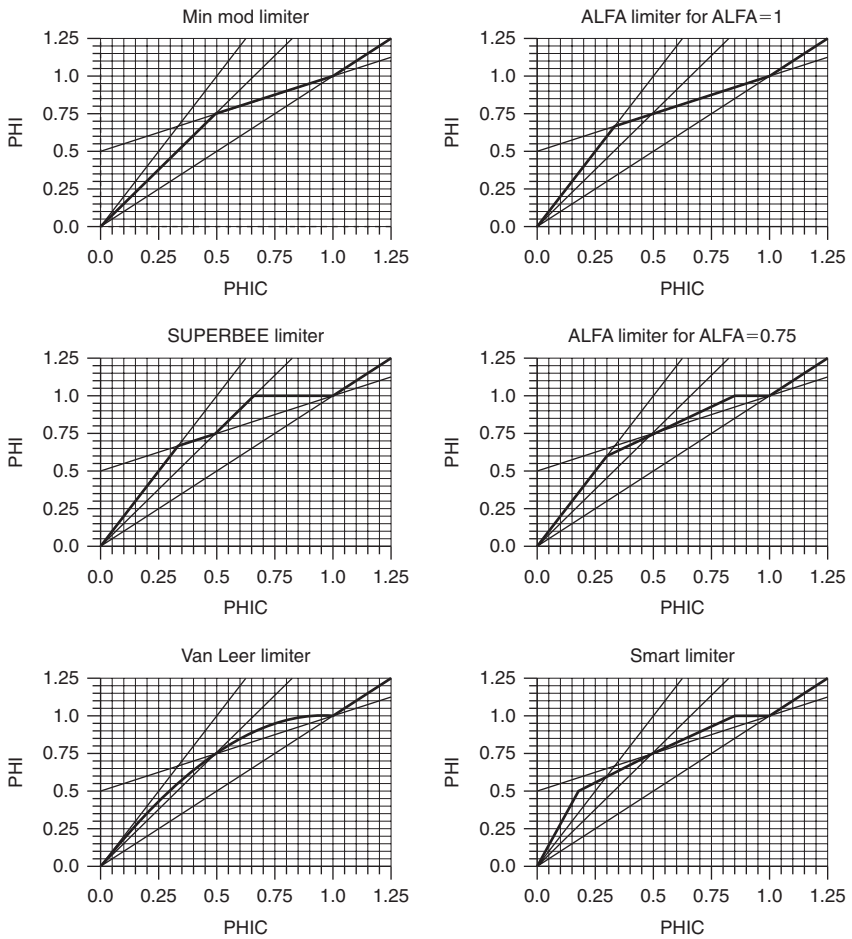 Min mod limiter
1.25
1.0
0.75
0.5
0.25
0.0
PHI
0.0 0.25 0.5 0.75 1.0 1.25
PHIC
ALFA limiter for ALFA=1
1.25
1.0
0.75
0.5
0.25
0.0
PHI
0.0 0.25 0.5 0.75 1.0 1.25
PHIC
SUPERBEE limiter
1.25
1.0
0.75
0.5
0.25
0.0
PHI
0.0 0.25 0.5 0.75 1.0 1.25
PHIC
ALFA limiter for ALFA=0.75
1.25
1.0
0.75
0.5
0.25
0.0
PHI
0.0 0.25 0.5 0.75 1.0 1.25
PHIC
Van Leer limiter
1.25
1.0
0.75
0.5
0.25
0.0
PHI
0.0 0.25 0.5 0.75 1.0 1.25
PHIC
Smart limiter
1.25
1.0
0.75
0.5
0.25
0.0
PHI
0.0 0.25 0.5 0.75 1.0 1.25
PHIC